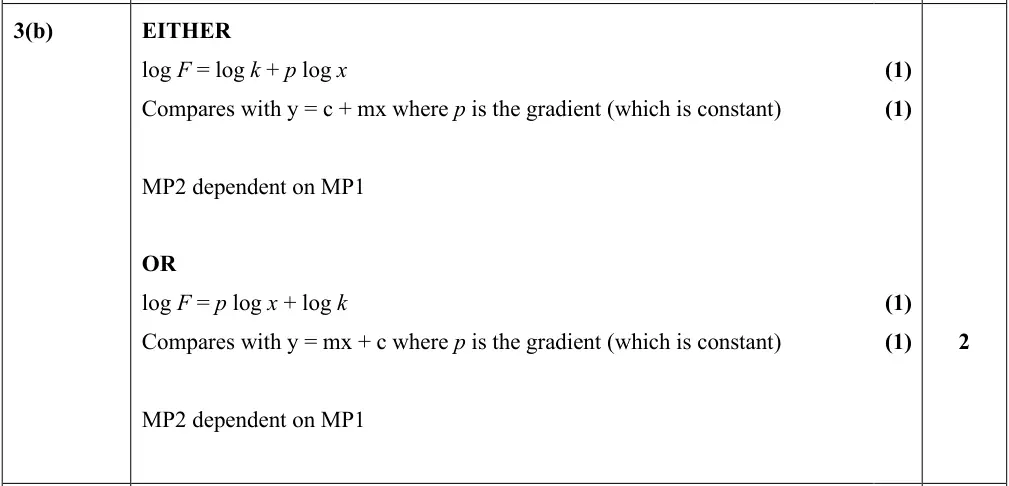 3(b) EITHER
log F = log k + p log x (1)
Compares with y = c + mx where p is the gradient (which is constant) (1)
MP2 dependent on MP1
OR
log F = p log x + log k (1)
Compares with y = mx + c where p is the gradient (which is constant) (1) 2
MP2 dependent on MP1